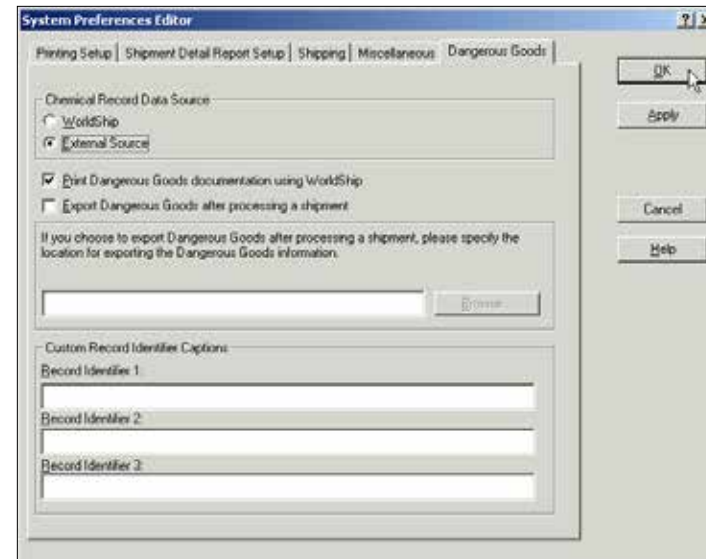 System Preferences Editor
Printing Setup Shipment Detail Report Setup Shipping Miscellaneous Dangerous Goods
OK
Chemical Record Data Source
WorldShip
Apply
External Source
Print Dangerous Goods documentation using WorldShip
Export Dangerous Goods after processing a shipment
Cancel
If you choose to export Dangerous Goods after processing a shipment, please specify the
location for exporting the Dangerous Goods information.
Help
Browse...
Custom Record Identifier Captions
Record Identifier 1:
Record Identifier 2:
Record Identifier 3: